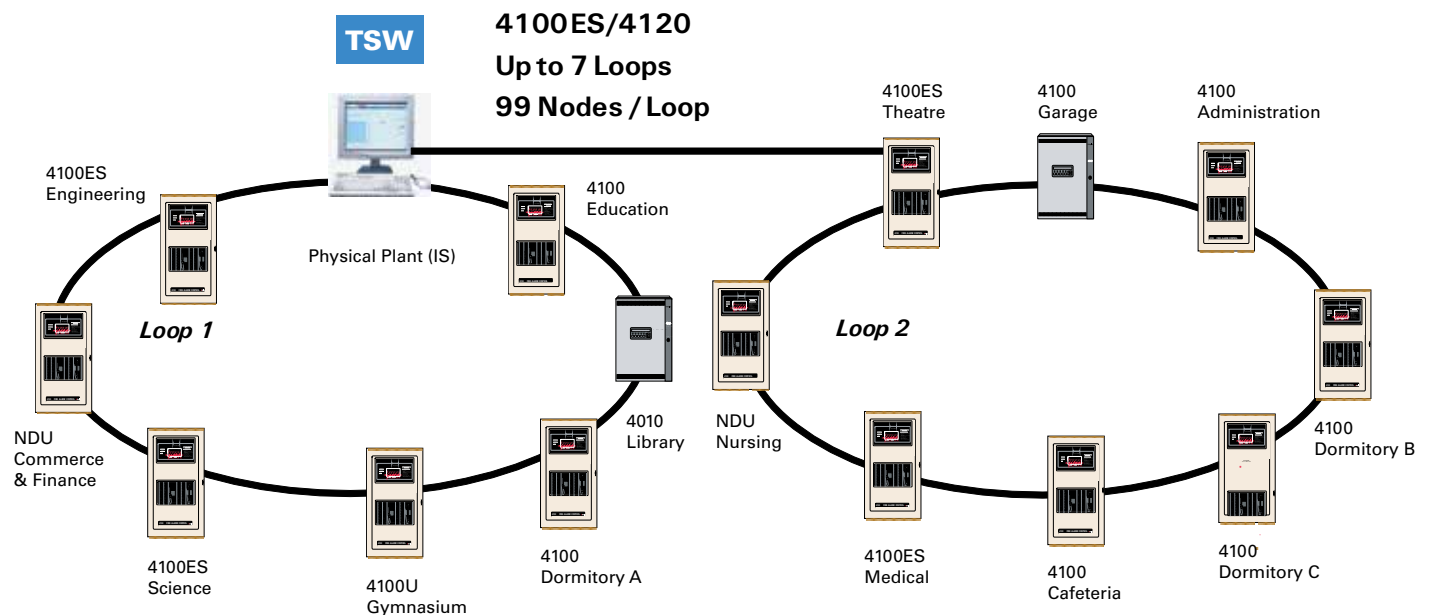 TSW
4100ES/4120
Up to 7 Loops
99 Nodes / Loop
4100ES
Theatre
4100
Garage
4100
Administration
4100ES
Engineering
4100
Education
Physical Plant (IS)
Loop 1
Loop 2
NDU
Commerce
& Finance
4010
Library
NDU
Nursing
4100
Dormitory B
4100ES
Science
4100U
Gymnasium
4100
Dormitory A
4100ES
Medical
4100
Cafeteria
4100
Dormitory C